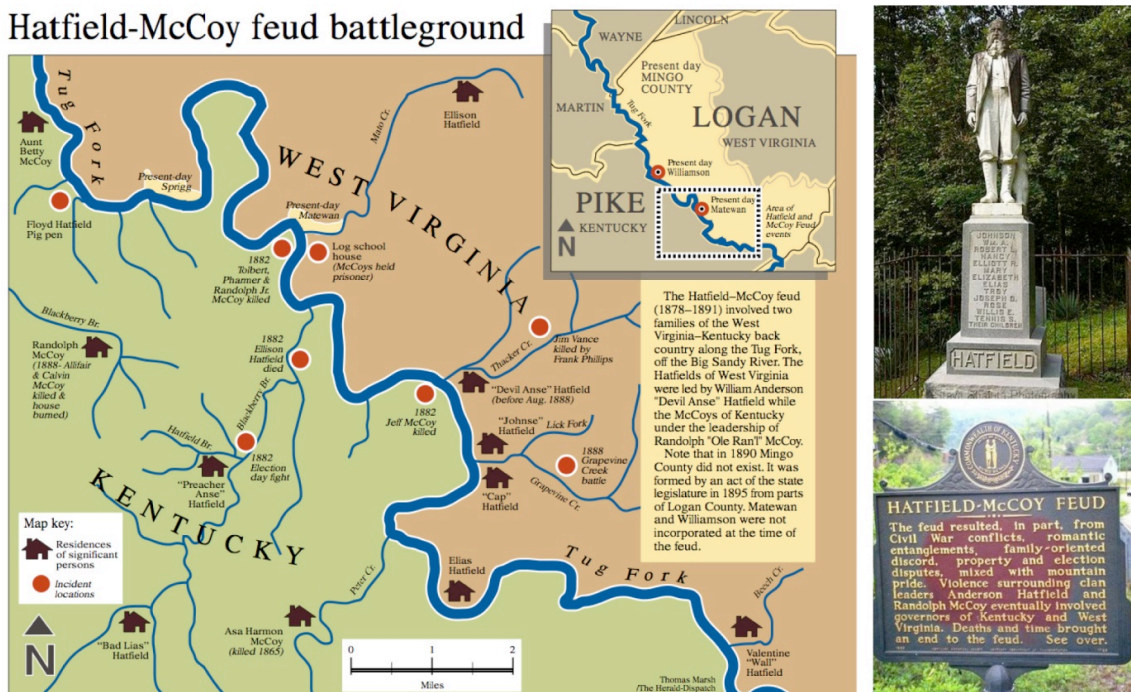 Hatfield-McCoy feud battleground
Tug Fork
Aunt
Betty
McCoy
Floyd Hatfield
Pig pen
Present-day
Sprigg
Mate Cr.
Ellison
Hatfield
WEST VIRGINIA
Present-day
Matewan
1882
Tolbert,
Pharmer &
Randolph Jr.
McCoy killed
Log school
house
(McCoys held
prisoner)
Blackberry Br.
Randolph
McCoy
(1888- Allifair
& Calvin
McCoy
killed &
house
burned)
1882
Ellison
Hatfield
died
Blackberry Br.
Hatfield Br.
1882
Election
day fight
"Preacher
Anse"
Hatfield
Jim Vance
killed by
Frank Phillips
Thacker Cr.
"Devil Anse" Hatfield
(before Aug. 1888)
1882
Jeff McCoy
killed
"Johnse"
Hatfield
Lick Fork
1888
Grapevine
Creek
battle
Grapevine Cr.
"Cap"
Hatfield
KENTUCKY
Map key:
Residences
of significant
persons
Incident
locations
N
"Bad Lias"
Hatfield
Asa Harmon
McCoy
(killed 1865)
Peter Cr.
Elias
Hatfield
Tug Fork
Beech Cr.
Valentine
"Wall"
Hatfield
0 1 2
Miles
Thomas Marsh
/The Herald-Dispatch
LINCOLN
WAYNE
Present day
MINGO
COUNTY
MARTIN
Tug Fork
LOGAN
WEST VIRGINIA
Present day
Williamson
PIKE
KENTUCKY
Present day
Matewan
Area of
Hatfield and
McCoy Feud
events
N
The Hatfield–McCoy feud
(1878–1891) involved two
families of the West
Virginia–Kentucky back
country along the Tug Fork,
off the Big Sandy River. The
Hatfields of West Virginia
were led by William Anderson
"Devil Anse" Hatfield while
the McCoys of Kentucky
under the leadership of
Randolph "Ole Ran'l" McCoy.
Note that in 1890 Mingo
County did not exist. It was
formed by an act of the state
legislature in 1895 from parts
of Logan County. Matewan
and Williamson were not
incorporated at the time of
the feud.
JOHNSON
WM. A.
ROBERT L.
NANCY
ELLIOTT R.
MARY
ELIZABETH
ELIAS
TROY
JOSEPH D.
ROSE
WILLIS E.
TENNIS S.
THEIR CHILDREN
HATFIELD
COMMONWEALTH OF KENTUCKY
HATFIELD-McCOY FEUD
The feud resulted, in part, from
Civil War conflicts, romantic
entanglements, family-oriented
discord, property and election
disputes, mixed with mountain
pride. Violence surrounding clan
leaders Anderson Hatfield and
Randolph McCoy eventually involved
governors of Kentucky and West
Virginia. Deaths and time brought
an end to the feud. See over.